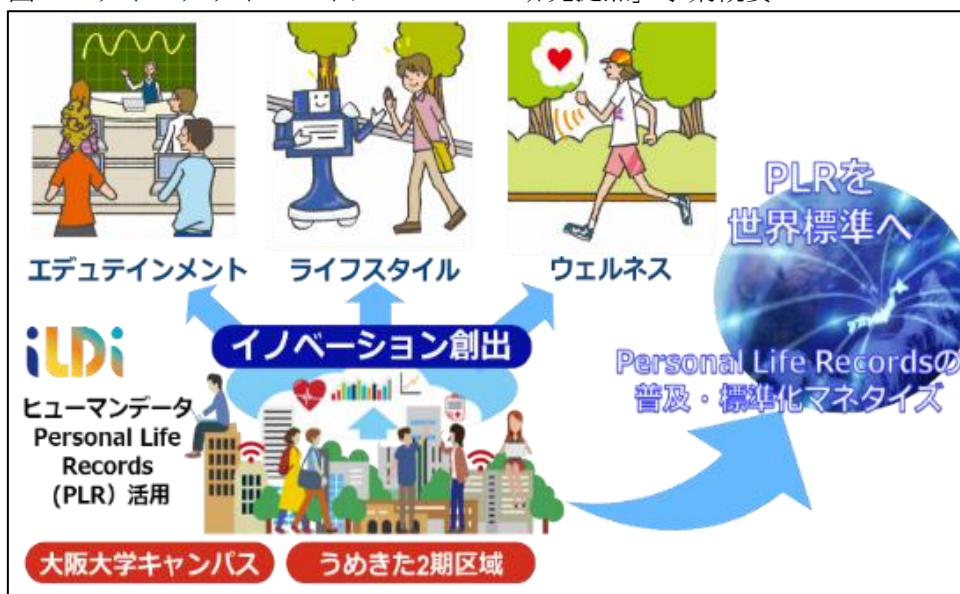 エデュテインメント
ライフスタイル
ウェルネス
PLRを
世界標準へ
iLDi
イノベーション創出
Personal Life Recordsの
普及・標準化マネタイズ
ヒューマンデータ
Personal Life
Records
(PLR）活用
大阪大学キャンパス
うめきた2期区域